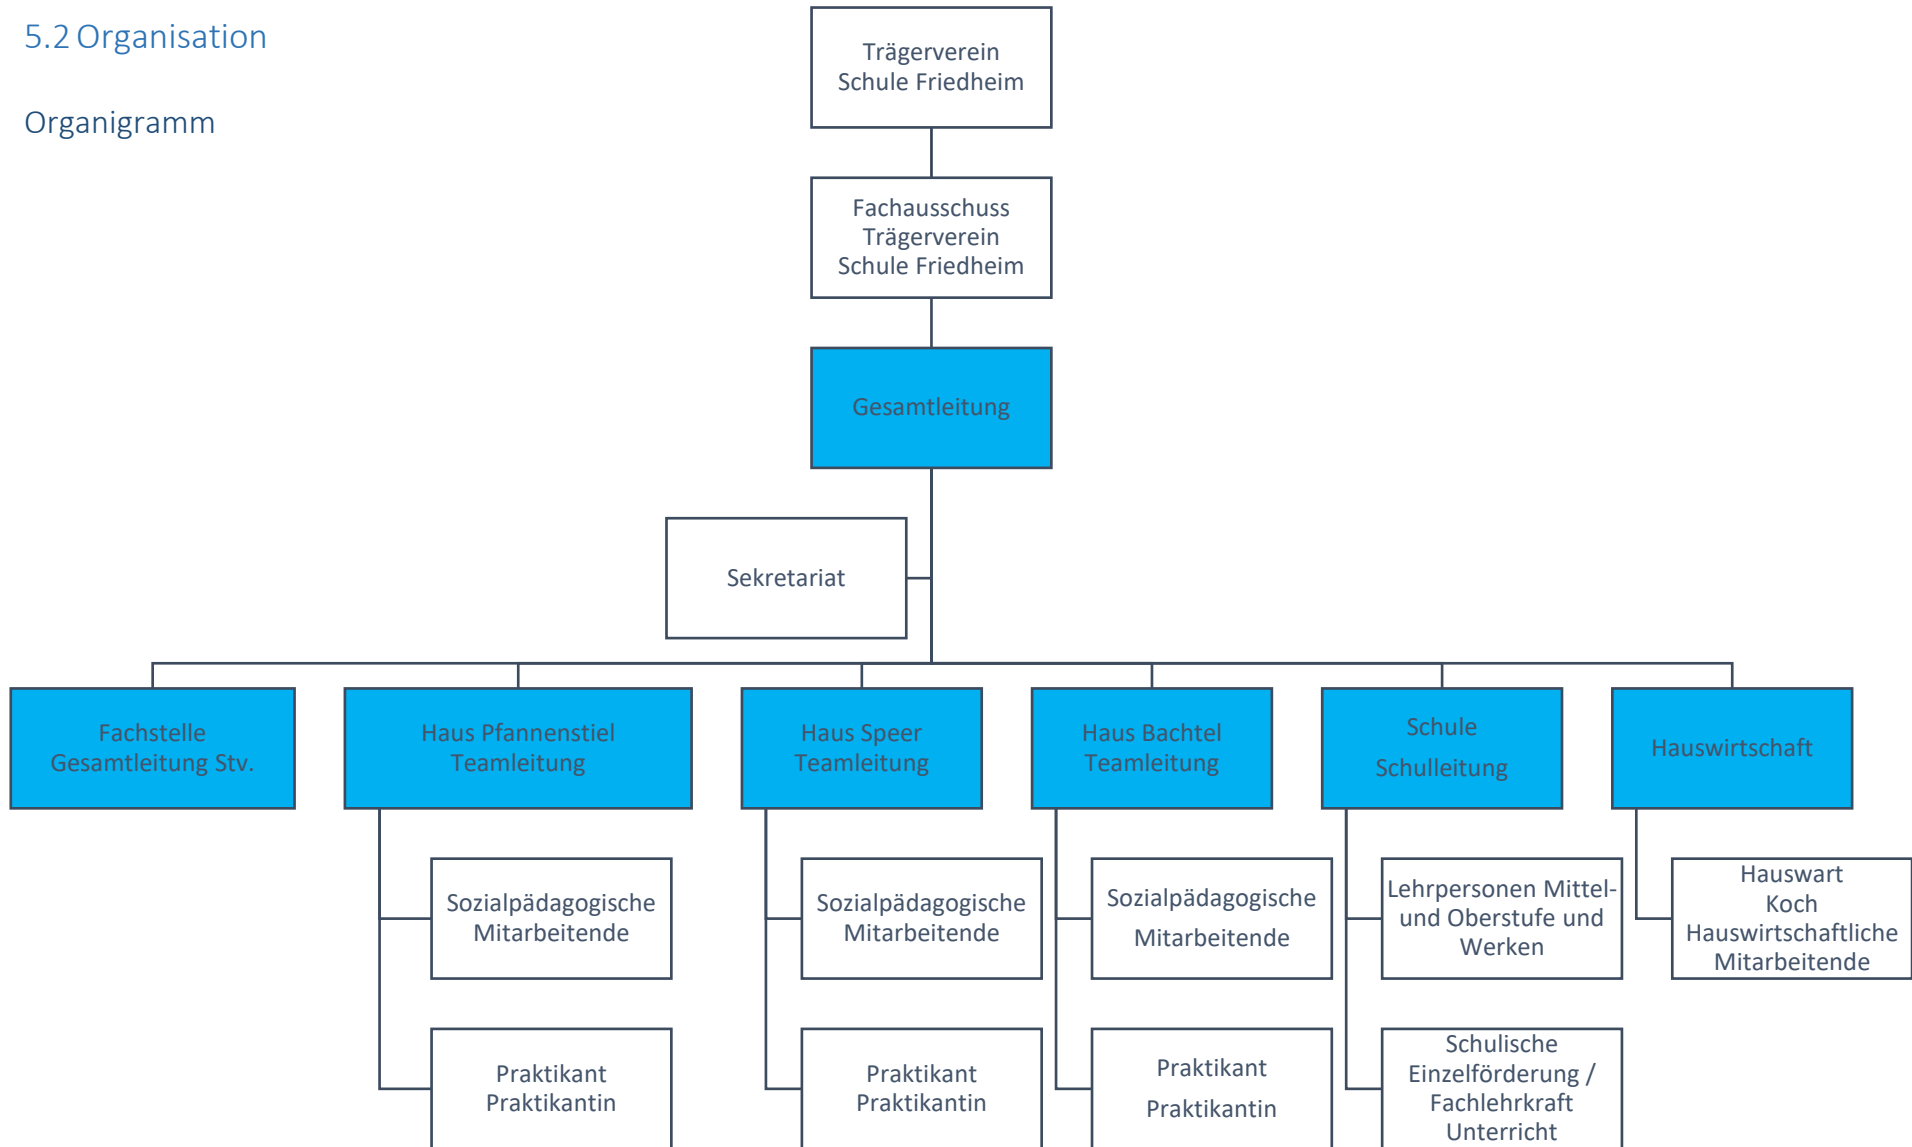 5.2 Organisation
Organigramm
Trägerverein
Schule Friedheim
Fachausschuss
Trägerverein
Schule Friedheim
Gesamtleitung
Sekretariat
Fachstelle
Gesamtleitung Stv.
Haus Pfannenstiel
Teamleitung
Haus Speer
Teamleitung
Haus Bachtel
Teamleitung
Schule
Schulleitung
Hauswirtschaft
Sozialpädagogische
Mitarbeitende
Sozialpädagogische
Mitarbeitende
Sozialpädagogische
Mitarbeitende
Lehrpersonen Mittel-
und Oberstufe und
Werken
Hauswart
Koch
Hauswirtschaftliche
Mitarbeitende
Praktikant
Praktikantin
Praktikant
Praktikantin
Praktikant
Praktikantin
Schulische
Einzelförderung /
Fachlehrkraft
Unterricht